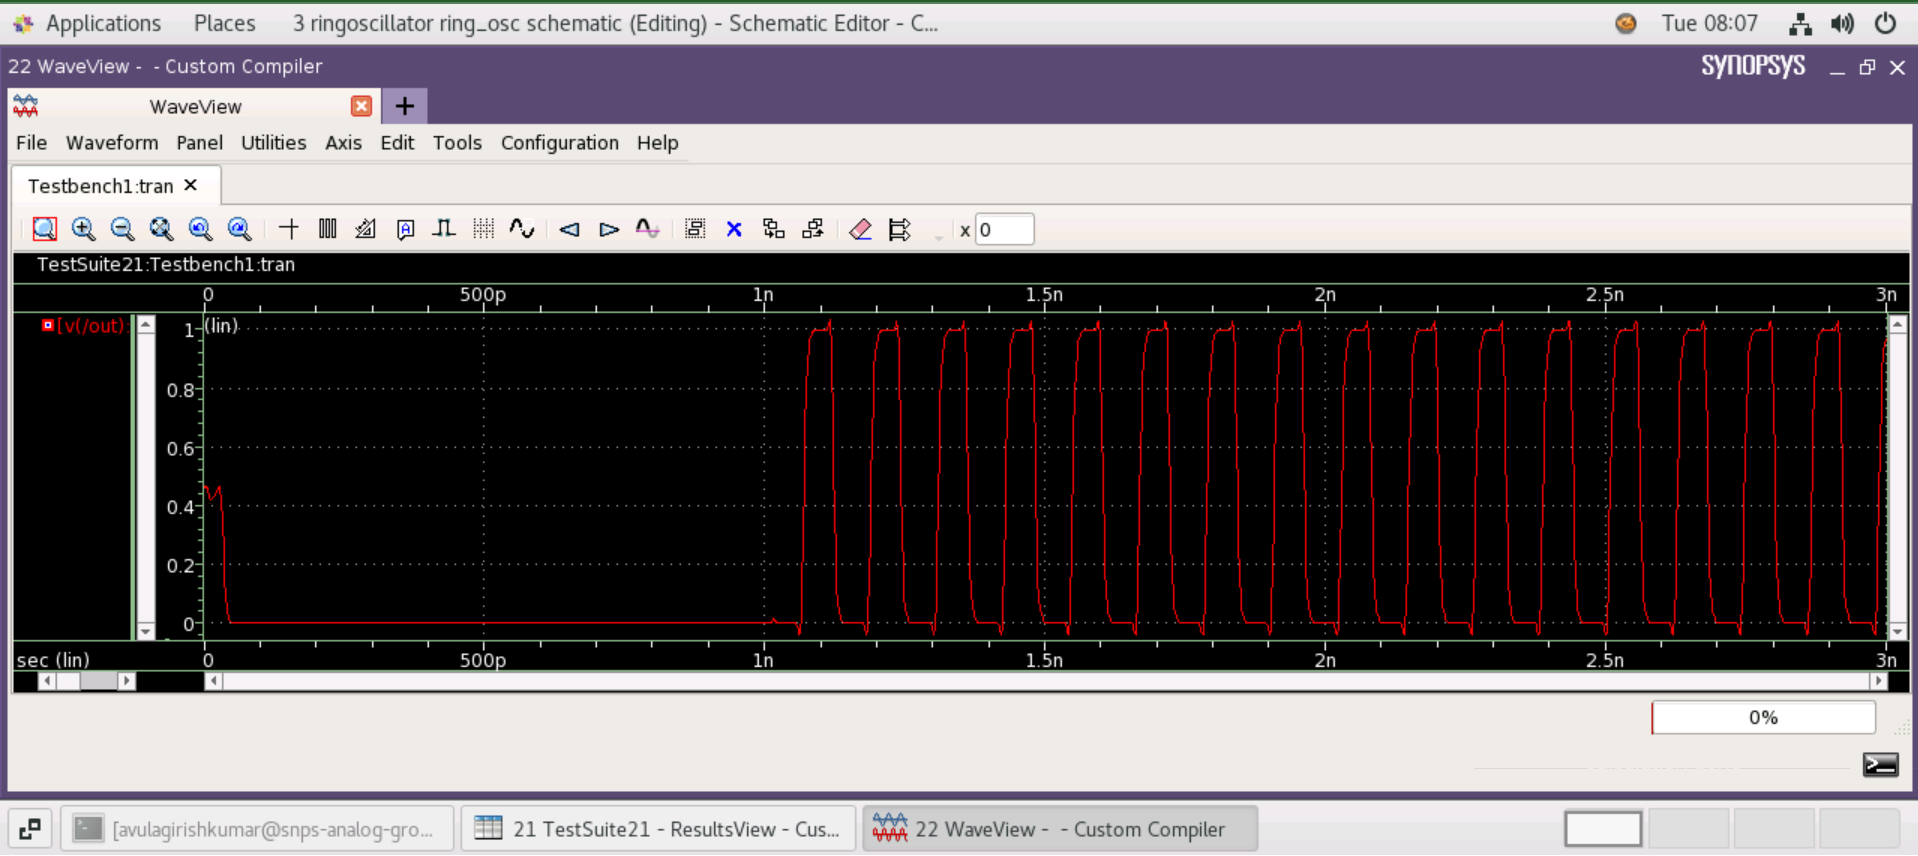 Applications Places 3 ringoscillator ring_osc schematic (Editing) - Schematic Editor - C... Tue 08:07
22 WaveView - - Custom Compiler SYNOPSYS
WaveView
File Waveform Panel Utilities Axis Edit Tools Configuration Help
Testbench1:tran
x 0
TestSuite21:Testbench1:tran
0 500p 1n 1.5n 2n 2.5n 3n
[v(/out): 1 (lin)
0.8
0.6
0.4
0.2
0
sec (lin) 0 500p 1n 1.5n 2n 2.5n 3n
0%
[avulagirishkumar@snps-analog-gro... 21 TestSuite21 - ResultsView - Cus... 22 WaveView - - Custom Compiler